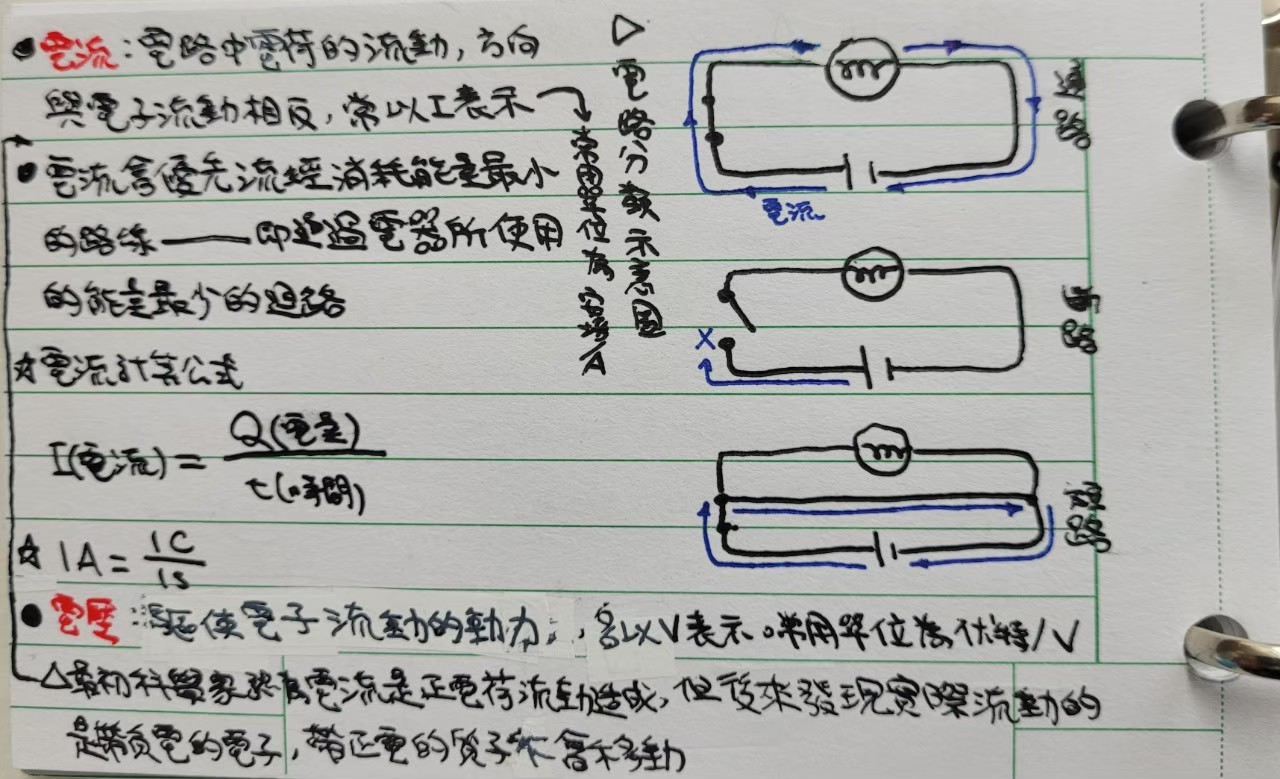 ●電流：電路中電荷的流動，方向
與電子流動相反，常以I表示
常用單位為安培/A
●電流會優先流經消耗能量最小
的路線——即通過電器所使用
的能量最少的迴路
☆電流計算公式
I(電流)=Q(電量)/t(時間)
☆ 1A=1C/1s
●電壓：驅使電子流動的動力；，多以V表示。常用單位為伏特/V
△最初科學家認為電流是正電荷流動造成，但後來發現實際流動的
是帶負電的電子，帶正電的質子不會移動
▷電路分類示意圖
通路
電流
斷路
X
短路